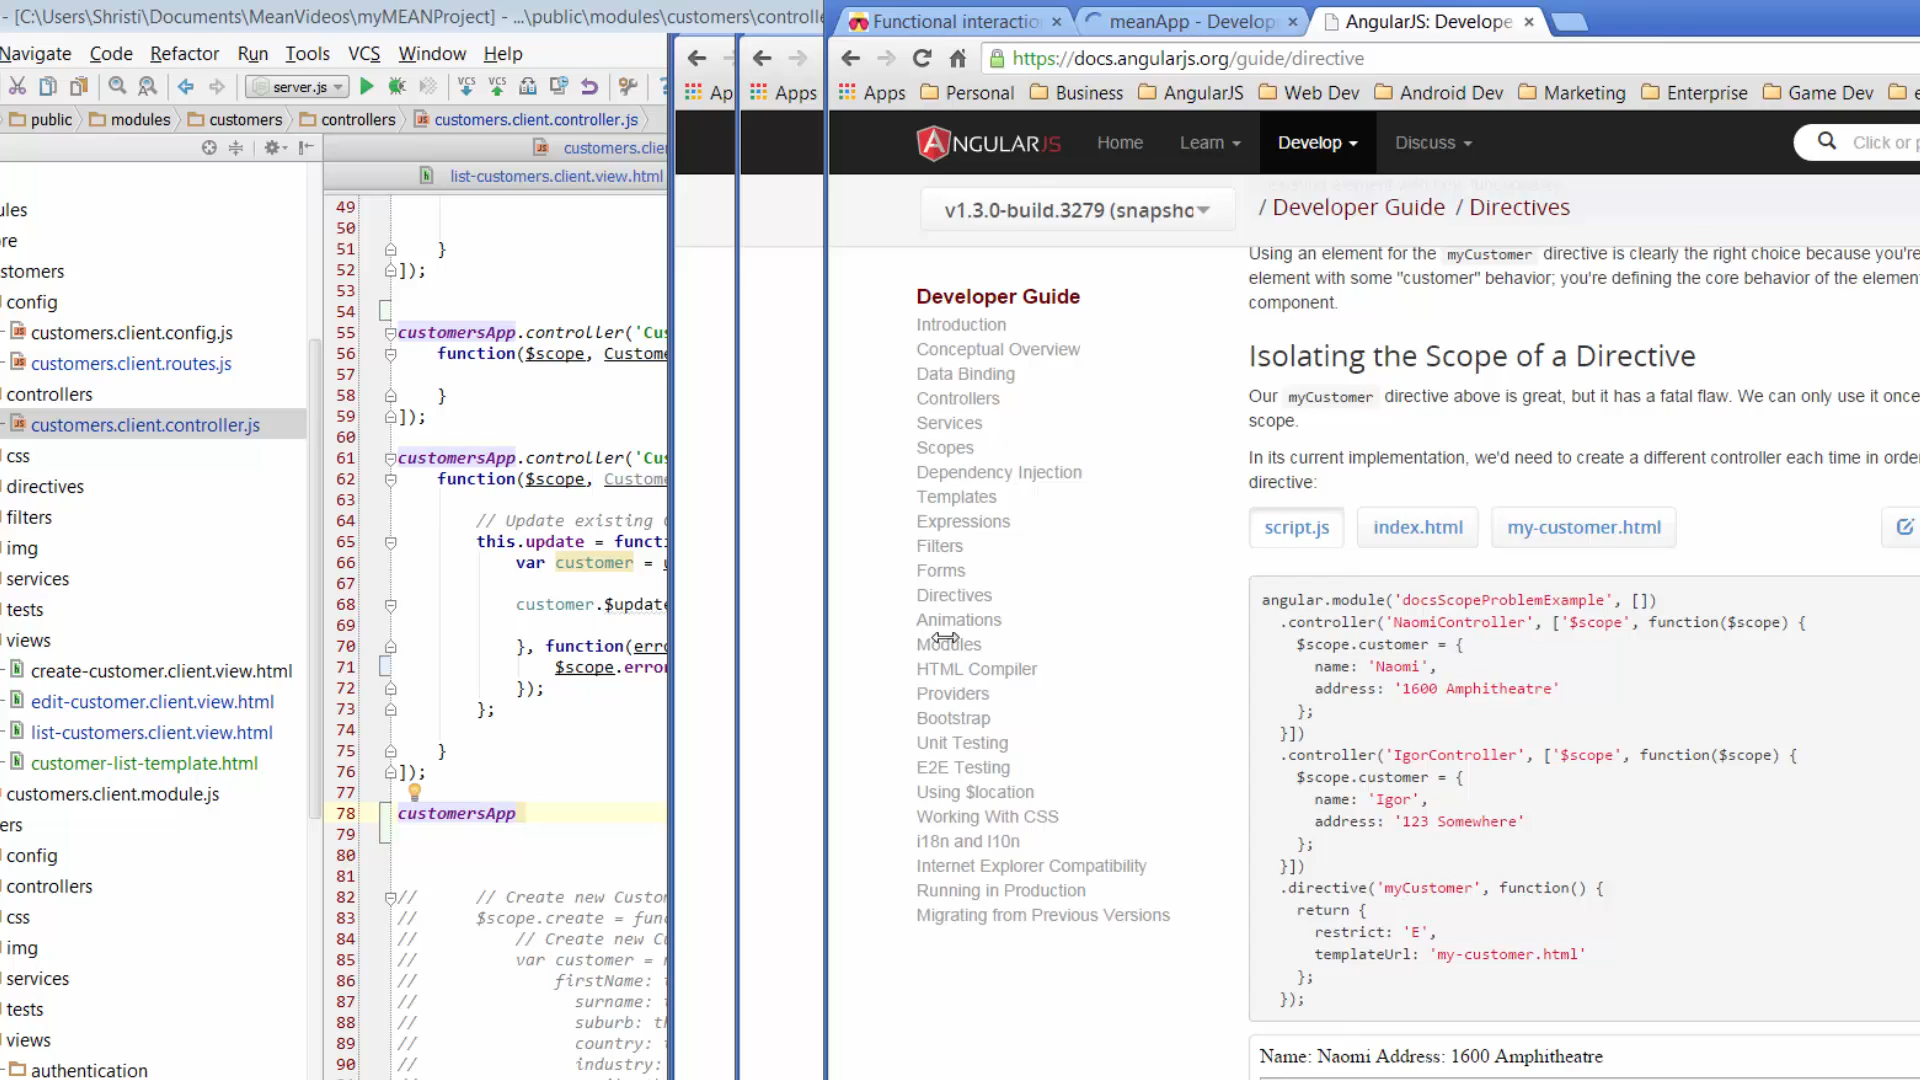 - [C:\Users\Shristi\Documents\MeanVideos\myMEANProject] - ...\public\modules\customers\controlle
Navigate Code Refactor Run Tools VCS Window Help
server.js
public modules customers controllers customers.client.controller.js
customers.clie
list-customers.client.view.html
ules
re
stomers
config
customers.client.config.js
customers.client.routes.js
controllers
customers.client.controller.js
css
directives
filters
img
services
tests
views
create-customer.client.view.html
edit-customer.client.view.html
list-customers.client.view.html
customer-list-template.html
customers.client.module.js
ers
config
controllers
css
img
services
tests
views
authentication
49
50
51 }
52 ]);
53
54
55 customersApp.controller('Cus
56 function($scope, Custome
57
58 }
59 ]);
60
61 customersApp.controller('Cus
62 function($scope, Custome
63
64 // Update existing C
65 this.update = functi
66 var customer = u
67
68 customer.$update
69
70 }, function(erro
71 $scope.error
72 });
73 };
74
75 }
76 ]);
77
78 customersApp
79
80
81
82 // // Create new Custo
83 // $scope.create = fun
84 // // Create new Cu
85 // var customer = n
86 // firstName: t
87 // surname: t
88 // suburb: th
89 // country: t
90 // industry:
Ap
Apps
Functional interactio meanApp - Develop AngularJS: Develope
https://docs.angularjs.org/guide/directive
Apps Personal Business AngularJS Web Dev Android Dev Marketing Enterprise Game Dev e
ANGULARJS Home Learn Develop Discuss Click or p
v1.3.0-build.3279 (snapsho
/ Developer Guide / Directives
Developer Guide
Introduction
Conceptual Overview
Data Binding
Controllers
Services
Scopes
Dependency Injection
Templates
Expressions
Filters
Forms
Directives
Animations
Modules
HTML Compiler
Providers
Bootstrap
Unit Testing
E2E Testing
Using $location
Working With CSS
i18n and l10n
Internet Explorer Compatibility
Running in Production
Migrating from Previous Versions
Using an element for the myCustomer directive is clearly the right choice because you're
element with some "customer" behavior; you're defining the core behavior of the element
component.
Isolating the Scope of a Directive
Our myCustomer directive above is great, but it has a fatal flaw. We can only use it once
scope.
In its current implementation, we'd need to create a different controller each time in orde
directive:
script.js index.html my-customer.html
angular.module('docsScopeProblemExample', [])
.controller('NaomiController', ['$scope', function($scope) {
$scope.customer = {
name: 'Naomi',
address: '1600 Amphitheatre'
};
}])
.controller('IgorController', ['$scope', function($scope) {
$scope.customer = {
name: 'Igor',
address: '123 Somewhere'
};
}])
.directive('myCustomer', function() {
return {
restrict: 'E',
templateUrl: 'my-customer.html'
};
});
Name: Naomi Address: 1600 Amphitheatre